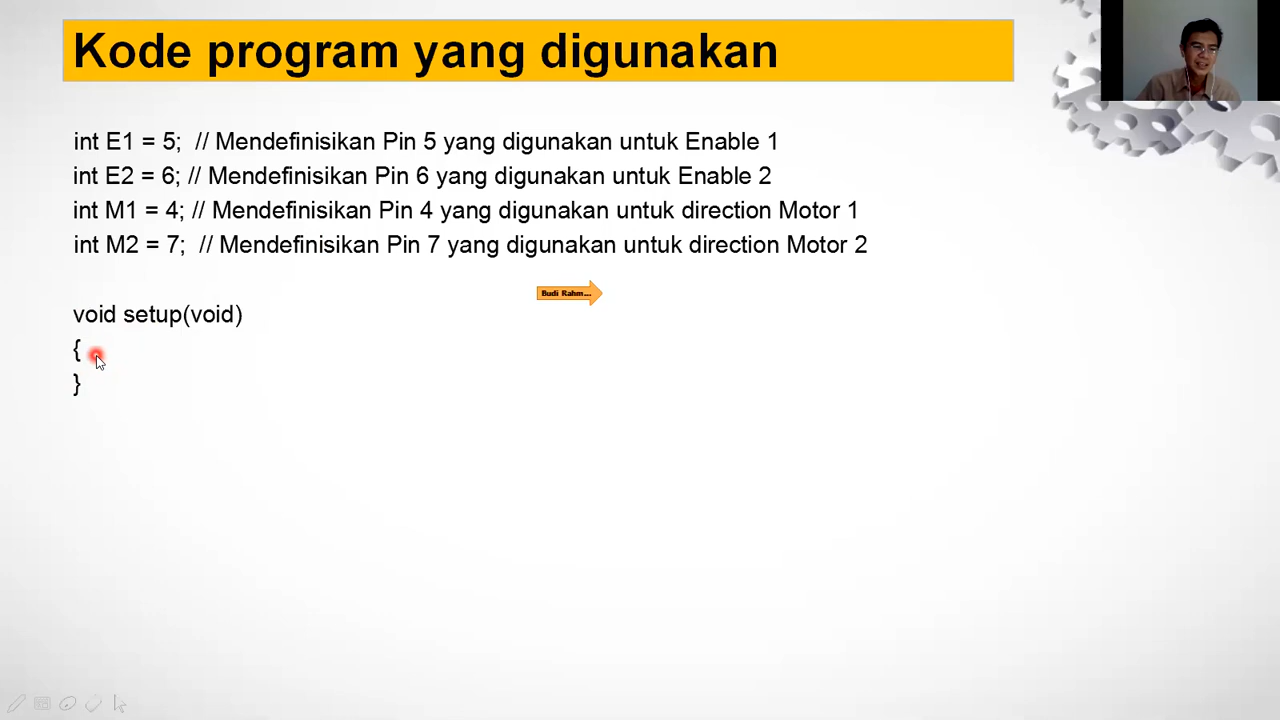 Kode program yang digunakan
int E1 = 5;  // Mendefinisikan Pin 5 yang digunakan untuk Enable 1
int E2 = 6; // Mendefinisikan Pin 6 yang digunakan untuk Enable 2
int M1 = 4; // Mendefinisikan Pin 4 yang digunakan untuk direction Motor 1
int M2 = 7;  // Mendefinisikan Pin 7 yang digunakan untuk direction Motor 2
Budi Rahm...
void setup(void)
{
}